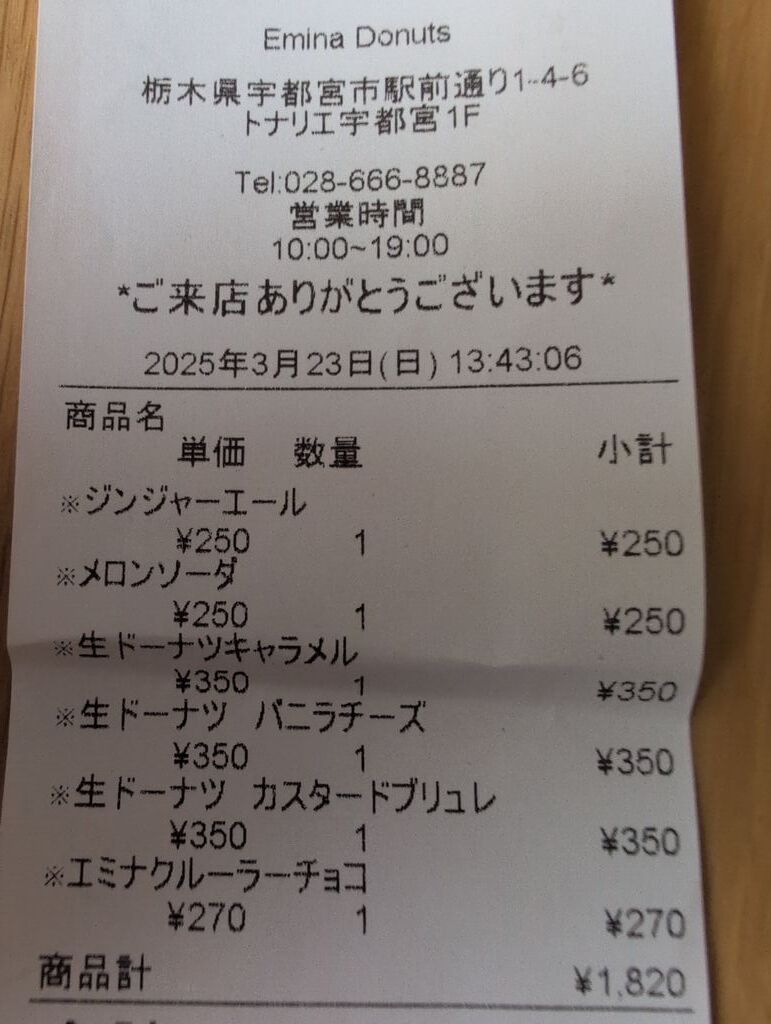 Emina Donuts
栃木県宇都宮市駅前通り1-4-6
トナリエ宇都宮1F
Tel:028-666-8887
営業時間
10:00~19:00
*ご来店ありがとうございます*
2025年3月23日(日) 13:43:06
商品名
単価 数量 小計
※ジンジャーエール
¥250 1 ¥250
※メロンソーダ
¥250 1 ¥250
※生ドーナツキャラメル
¥350 1 ¥350
※生ドーナツ バニラチーズ
¥350 1 ¥350
※生ドーナツ カスタードブリュレ
¥350 1 ¥350
※エミナクルーラーチョコ
¥270 1 ¥270
商品計 ¥1,820